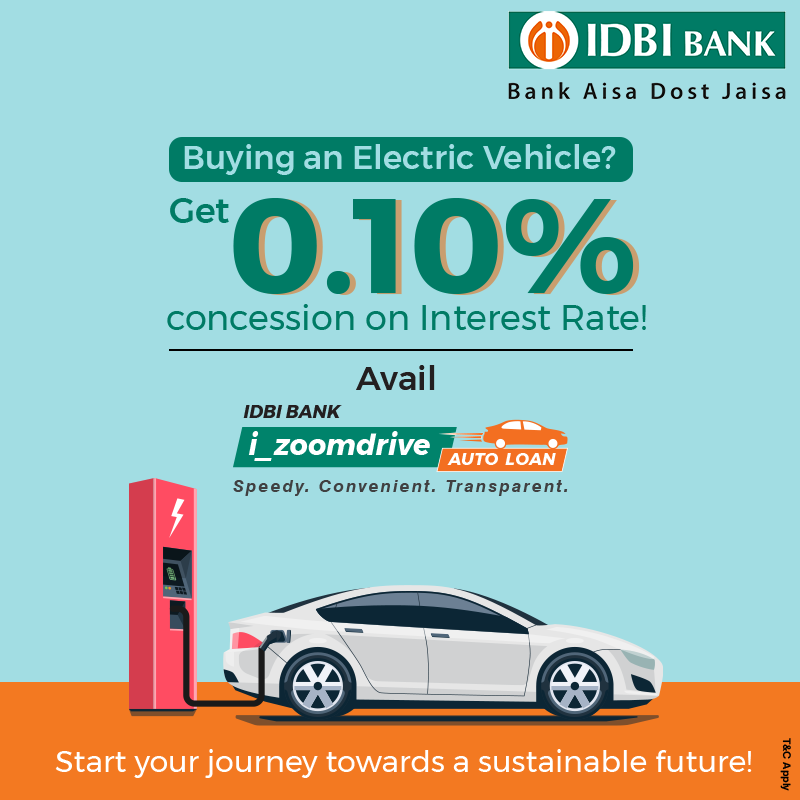 IDBI BANK
Bank Aisa Dost Jaisa
Buying an Electric Vehicle?
Get 0.10%
concession on Interest Rate!
Avail
IDBI BANK
i_zoomdrive
AUTO LOAN
Speedy. Convenient. Transparent.
Start your journey towards a sustainable future!
T&C Apply